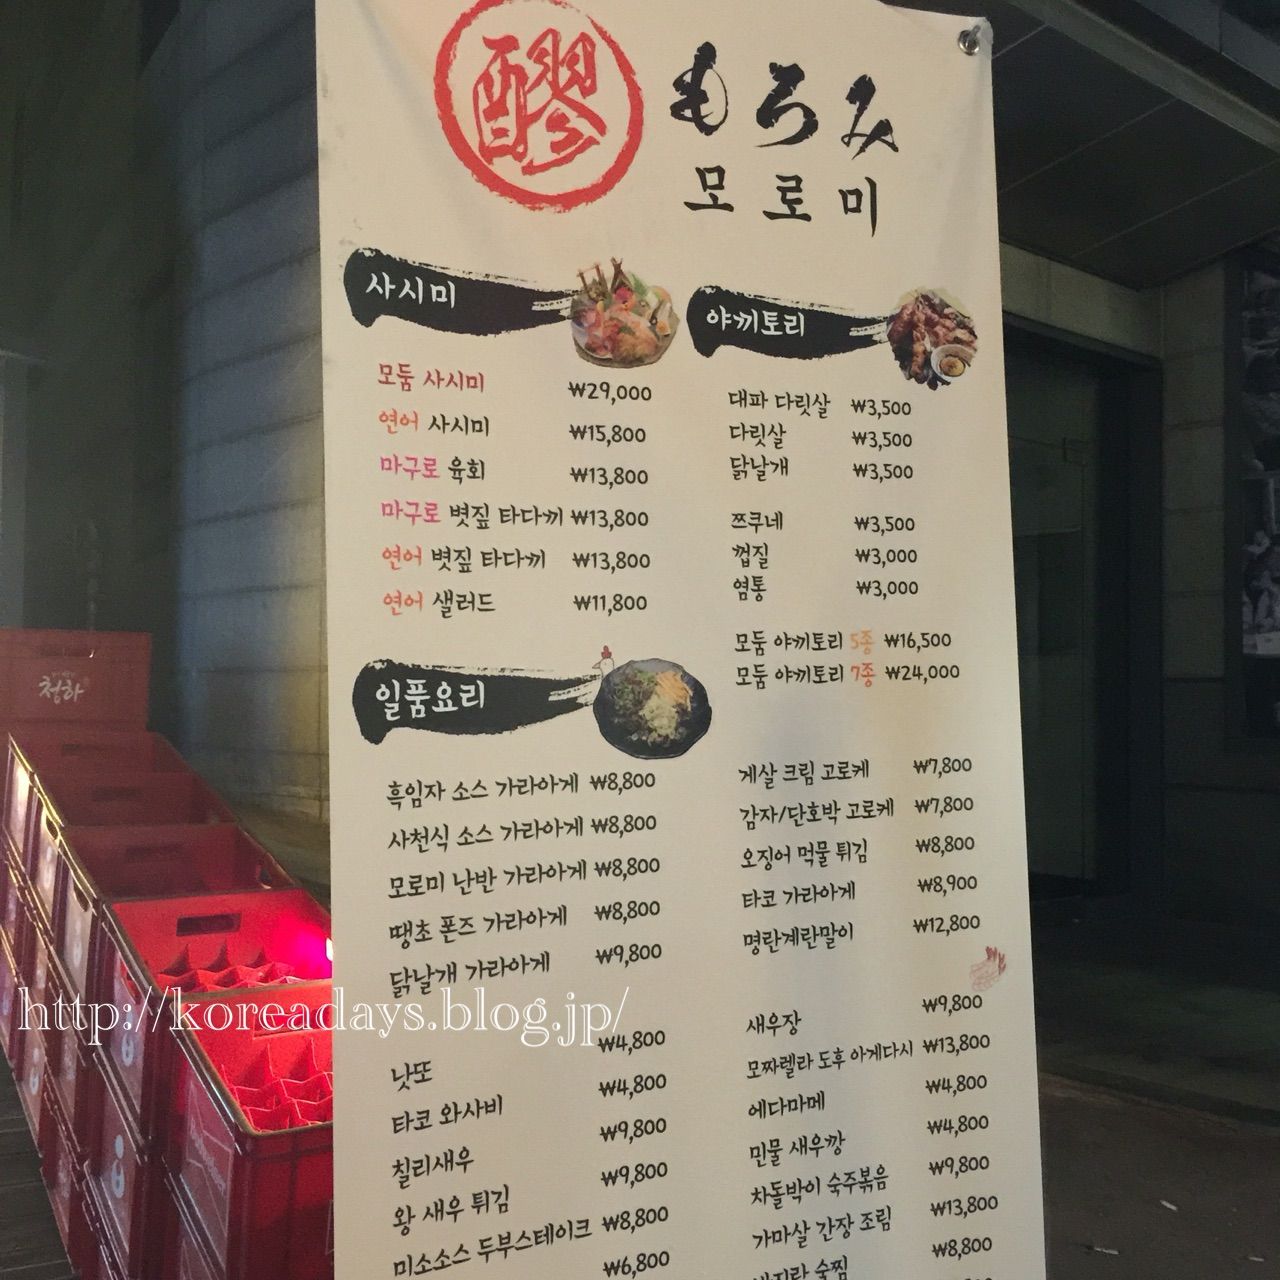 醪
もろみ
모로미
사시미
모둠 사시미 ₩29,000
연어 사시미 ₩15,800
마구로 육회 ₩13,800
마구로 볏짚 타다끼 ₩13,800
연어 볏짚 타다끼 ₩13,800
연어 샐러드 ₩11,800
야끼토리
대파 다릿살 ₩3,500
다릿살 ₩3,500
닭날개 ₩3,500
쯔쿠네 ₩3,500
껍질 ₩3,000
염통 ₩3,000
모둠 야끼토리 5종 ₩16,500
모둠 야끼토리 7종 ₩24,000
일품요리
흑임자 소스 가라아게 ₩8,800
사천식 소스 가라아게 ₩8,800
모로미 난반 가라아게 ₩8,800
땡초 폰즈 가라아게 ₩8,800
닭날개 가라아게 ₩9,800
낫또 ₩4,800
타코 와사비 ₩4,800
칠리새우 ₩9,800
왕 새우 튀김 ₩9,800
미소소스 두부스테이크 ₩8,800
₩6,800
게살 크림 고로케 ₩7,800
감자/단호박 고로케 ₩7,800
오징어 먹물 튀김 ₩8,800
타코 가라아게 ₩8,900
명란계란말이 ₩12,800
새우장 ₩9,800
모짜렐라 도후 아게다시 ₩13,800
에다마메 ₩4,800
민물 새우깡 ₩4,800
차돌박이 숙주볶음 ₩9,800
가마살 간장 조림 ₩13,800
바지락 술찜 ₩8,800
청하
http://koreadays.blog.jp/